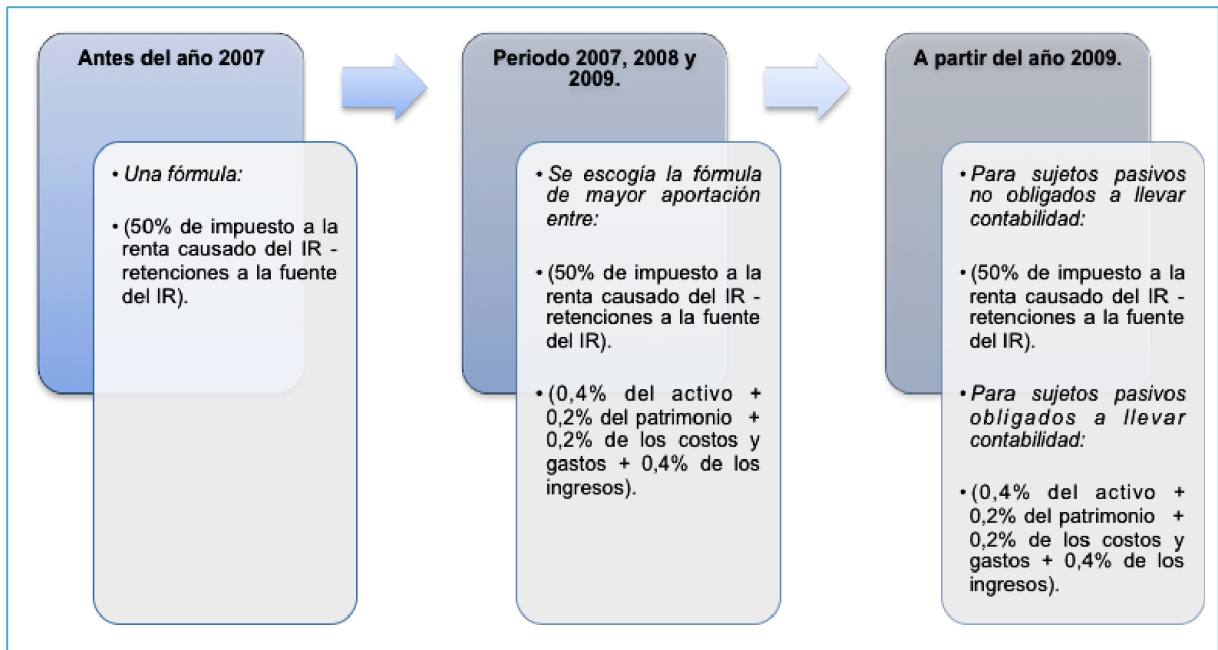 Antes del año 2007
• Una fórmula:
• (50% de impuesto a la
renta causado del IR -
retenciones a la fuente
del IR).
Periodo 2007, 2008 y
2009.
• Se escogía la fórmula
de mayor aportación
entre:
• (50% de impuesto a la
renta causado del IR -
retenciones a la fuente
del IR).
• (0,4% del activo +
0,2% del patrimonio +
0,2% de los costos y
gastos + 0,4% de los
ingresos).
A partir del año 2009.
• Para sujetos pasivos
no obligados a llevar
contabilidad:
• (50% de impuesto a la
renta causado del IR -
retenciones a la fuente
del IR).
• Para sujetos pasivos
obligados a llevar
contabilidad:
• (0,4% del activo +
0,2% del patrimonio +
0,2% de los costos y
gastos + 0,4% de los
ingresos).